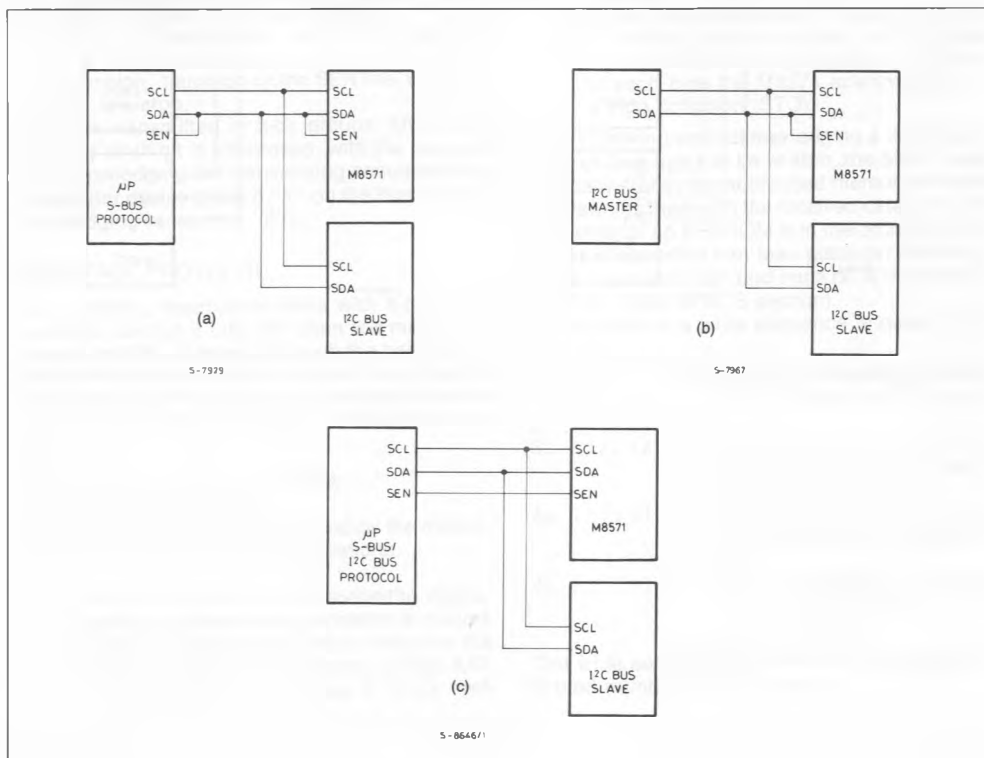 SCL
SDA
SEN
µP
S-BUS
PROTOCOL
SCL
SDA
SEN
M8571
SCL
SDA
I²C BUS
SLAVE
(a)
S-7929
SCL
SDA
I²C BUS
MASTER
SCL
SDA
SEN
M8571
SCL
SDA
I²C BUS
SLAVE
(b)
S-7967
SCL
SDA
SEN
µP
S-BUS/
I²C BUS
PROTOCOL
SCL
SDA
SEN
M8571
SCL
SDA
I²C BUS
SLAVE
(c)
S-8646/1